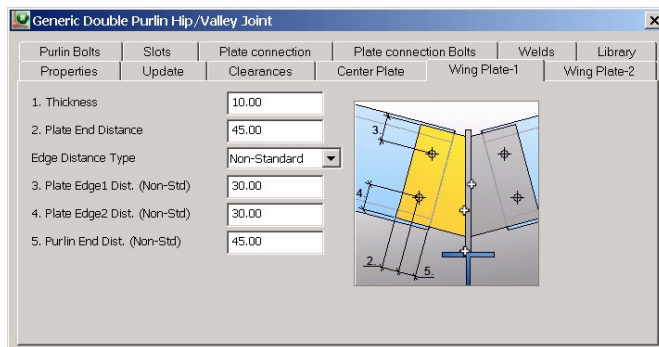 Generic Double Purlin Hip/Valley Joint
Purlin Bolts Slots Plate connection Plate connection Bolts Welds Library
Properties Update Clearances Center Plate Wing Plate-1 Wing Plate-2
1. Thickness 10.00
2. Plate End Distance 45.00
Edge Distance Type Non-Standard
3. Plate Edge1 Dist. (Non-Std) 30.00
4. Plate Edge2 Dist. (Non-Std) 30.00
5. Purlin End Dist. (Non-Std) 45.00
3.
4.
2. 5.